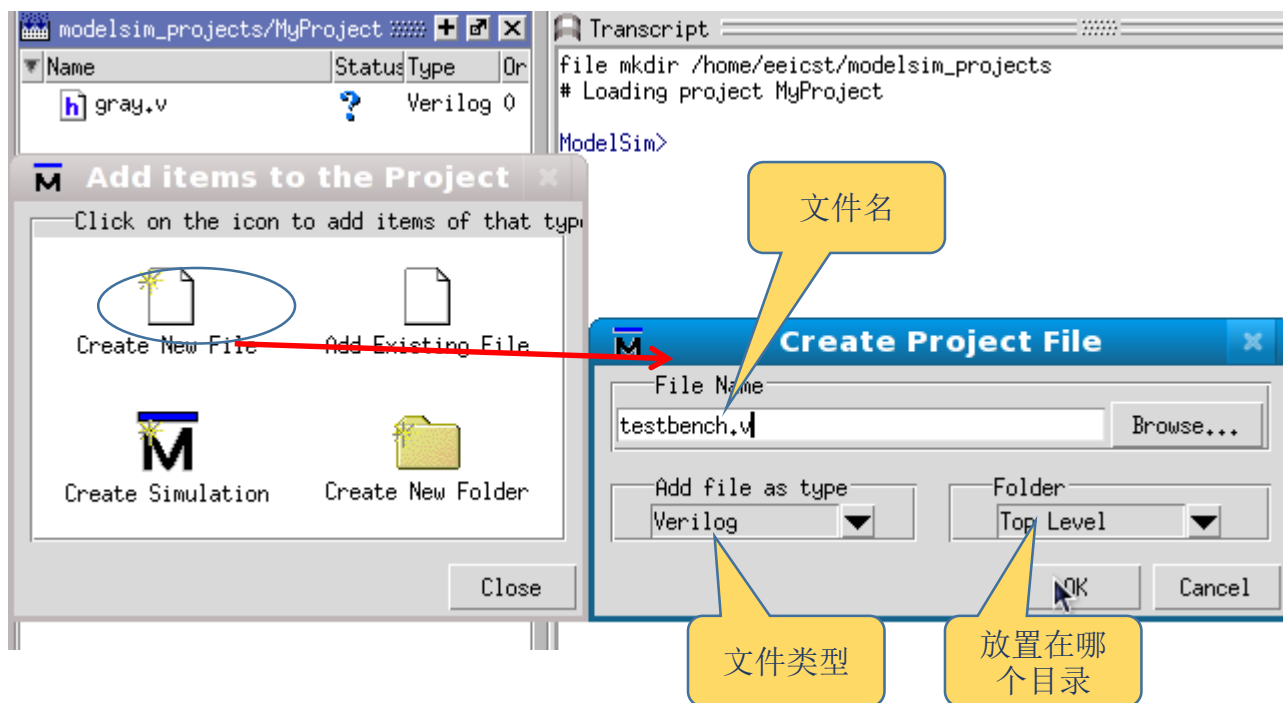 modelsim_projects/MyProject
Name Status Type Or
gray.v ? Verilog 0
Transcript
file mkdir /home/eeicst/modelsim_projects
# Loading project MyProject
ModelSim>
Add items to the Project
Click on the icon to add items of that type
Create New File
Add Existing File
Create Simulation
Create New Folder
Close
文件名
Create Project File
File Name
testbench.v
Browse...
Add file as type
Verilog
Folder
Top Level
OK
Cancel
文件类型
放置在哪
个目录